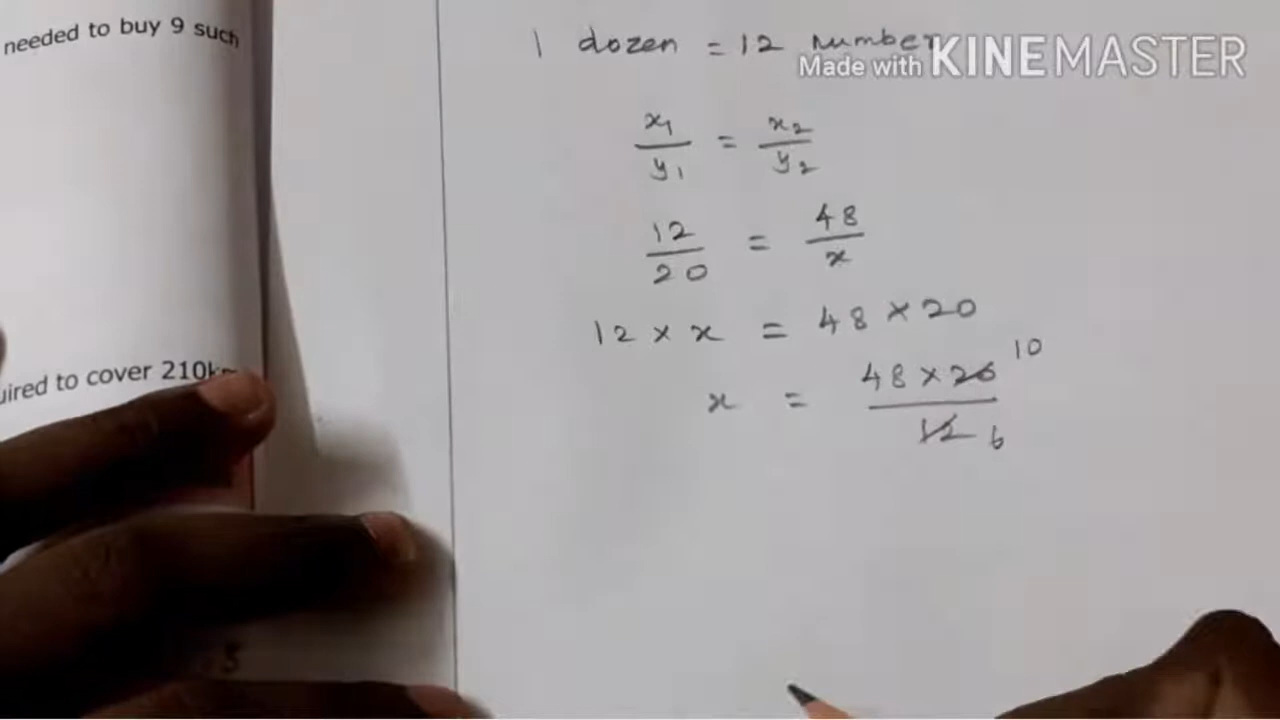 needed to buy 9 such
uired to cover 210k
1 dozen = 12 number
Made with KINEMASTER
x₁/y₁ = x₂/y₂
12/20 = 48/x
12 × x = 48 × 20
x = 48 × 20 10 / 12 6